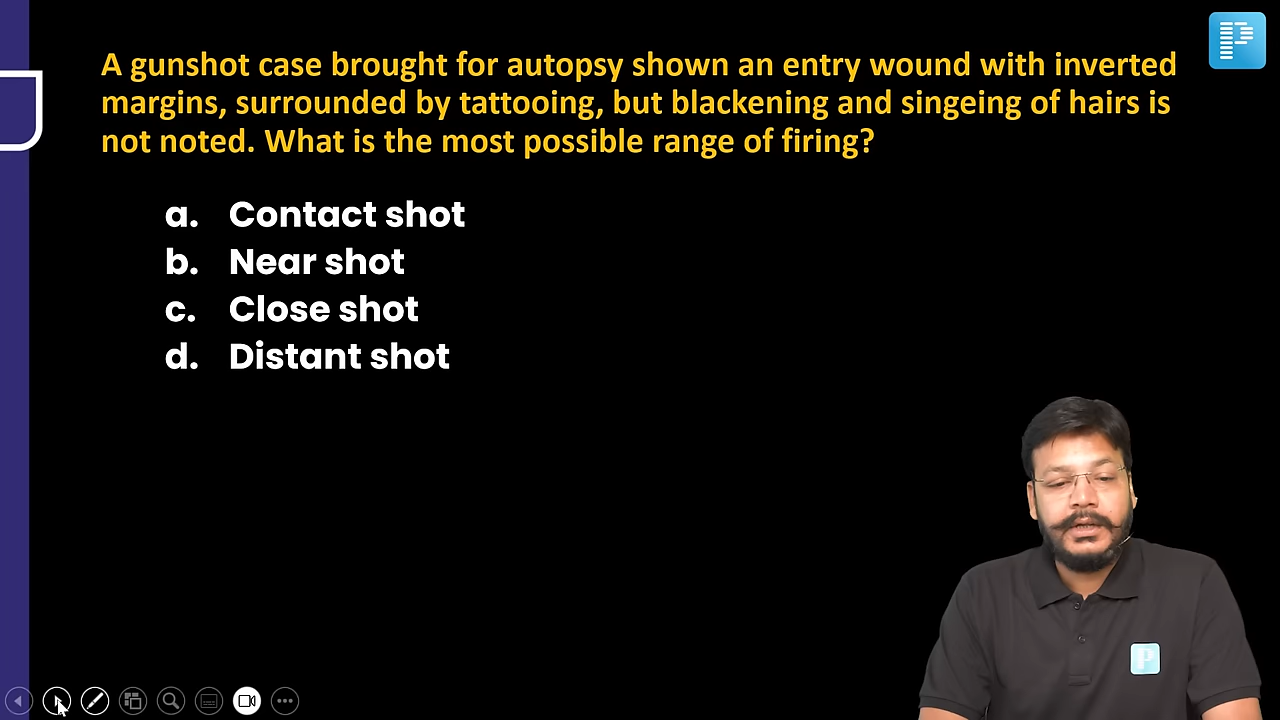 A gunshot case brought for autopsy shown an entry wound with inverted
margins, surrounded by tattooing, but blackening and singeing of hairs is
not noted. What is the most possible range of firing?
a. Contact shot
b. Near shot
c. Close shot
d. Distant shot